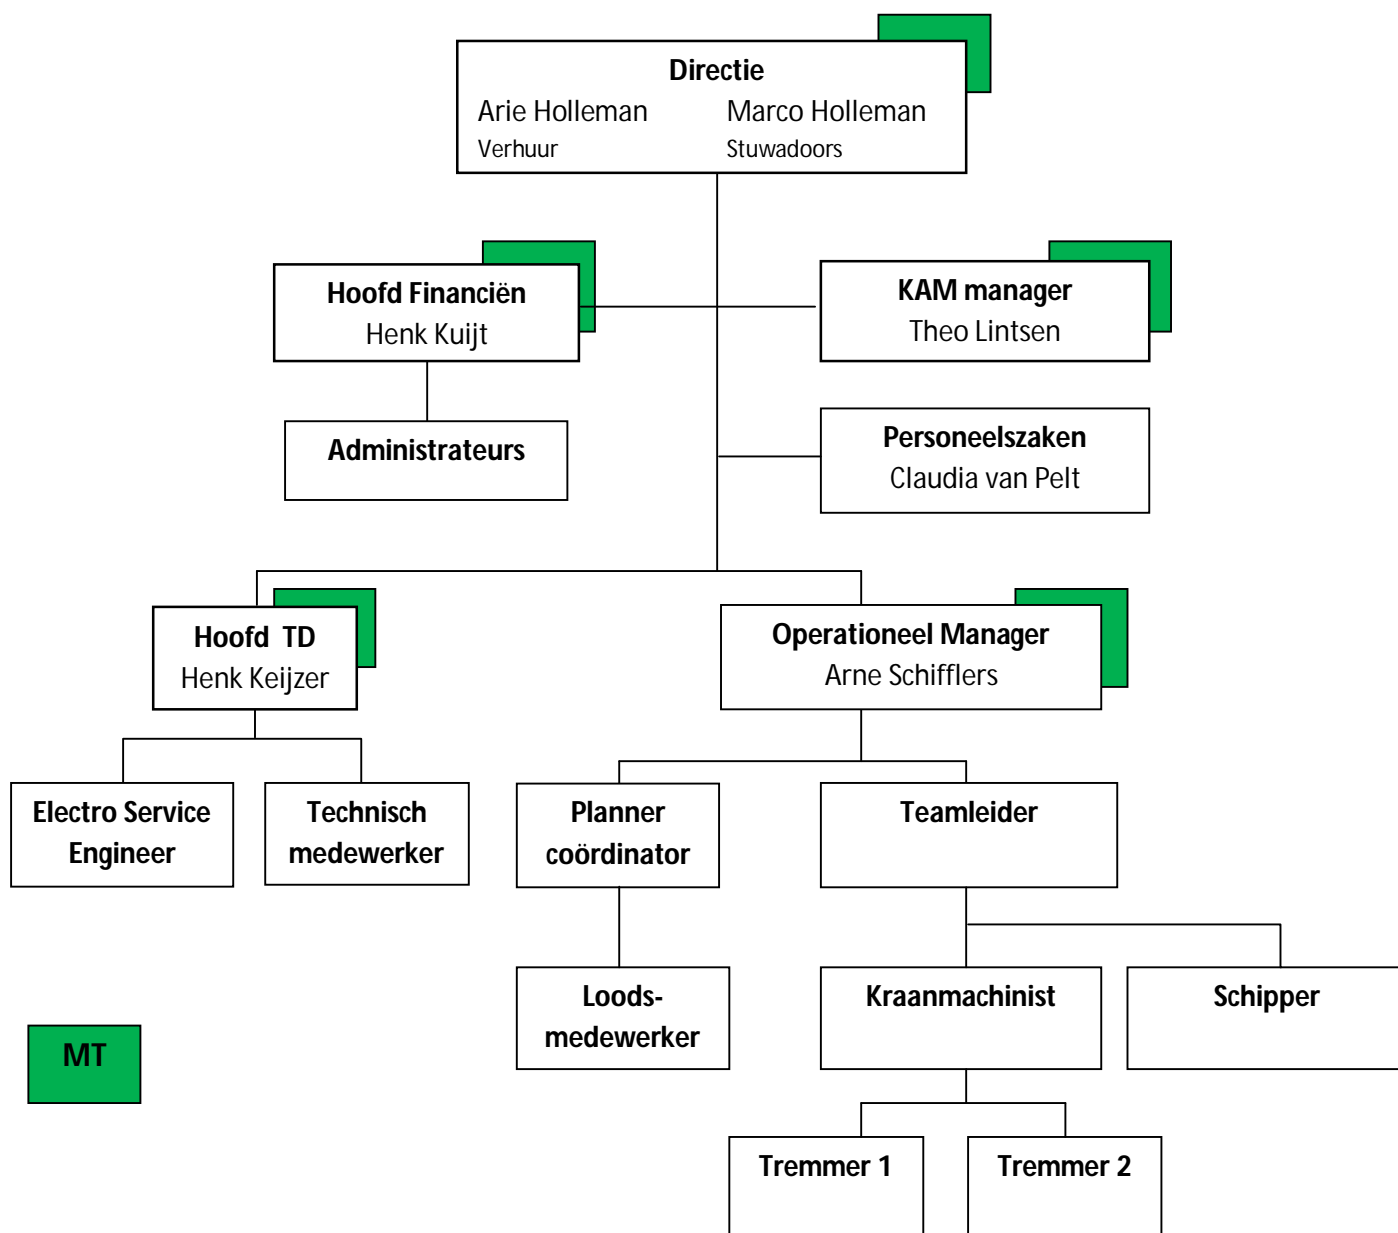 Directie
Arie Holleman Marco Holleman
Verhuur Stuwadoors
Hoofd Financiën
Henk Kuijt
KAM manager
Theo Lintsen
Administrateurs
Personeelszaken
Claudia van Pelt
Hoofd TD
Henk Keijzer
Operationeel Manager
Arne Schifflers
Electro Service
Engineer
Technisch
medewerker
Planner
coördinator
Teamleider
Loods-
medewerker
Kraanmachinist
Schipper
MT
Tremmer 1
Tremmer 2